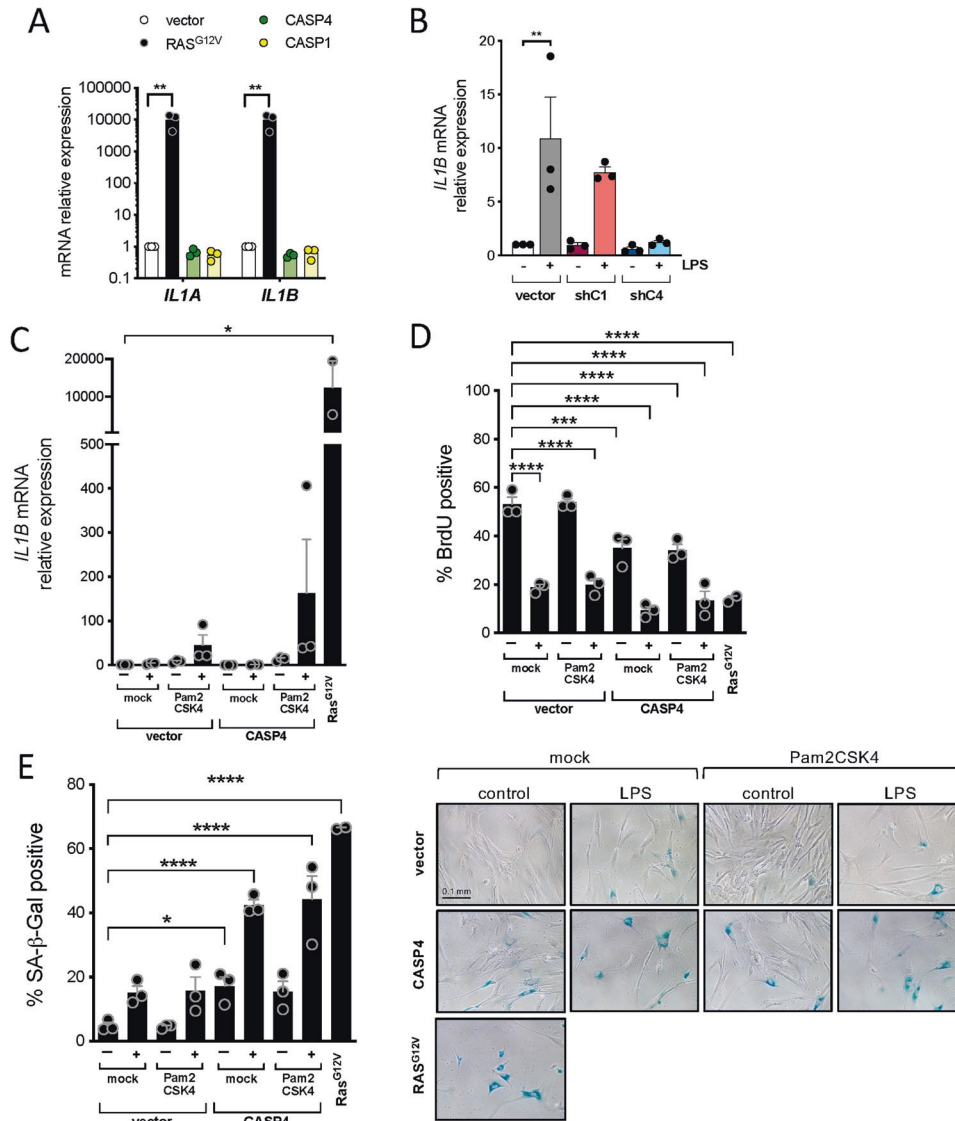 A
vector
RAS^G12V
CASP4
CASP1
mRNA relative expression
100000
10000
1000
100
10
1
0.1
**
**
IL1A
IL1B
B
IL1B mRNA
relative expression
20
15
10
5
0
**
- + - + - + LPS
vector shC1 shC4
C
IL1B mRNA
relative expression
20000
10000
500
400
300
200
100
0
*
− + − + − + − +
mock Pam2 CSK4 mock Pam2 CSK4
Ras^G12V
vector CASP4
D
% BrdU positive
100
80
60
40
20
0
****
****
****
****
***
****
****
− + − + − + − +
mock Pam2 CSK4 mock Pam2 CSK4
Ras^G12V
vector CASP4
E
% SA-β-Gal positive
80
60
40
20
0
****
****
****
*
− + − + − + − +
mock Pam2 CSK4 mock Pam2 CSK4
Ras^G12V
vector CASP4
mock Pam2CSK4
control LPS control LPS
vector
0.1 mm
CASP4
RAS^G12V